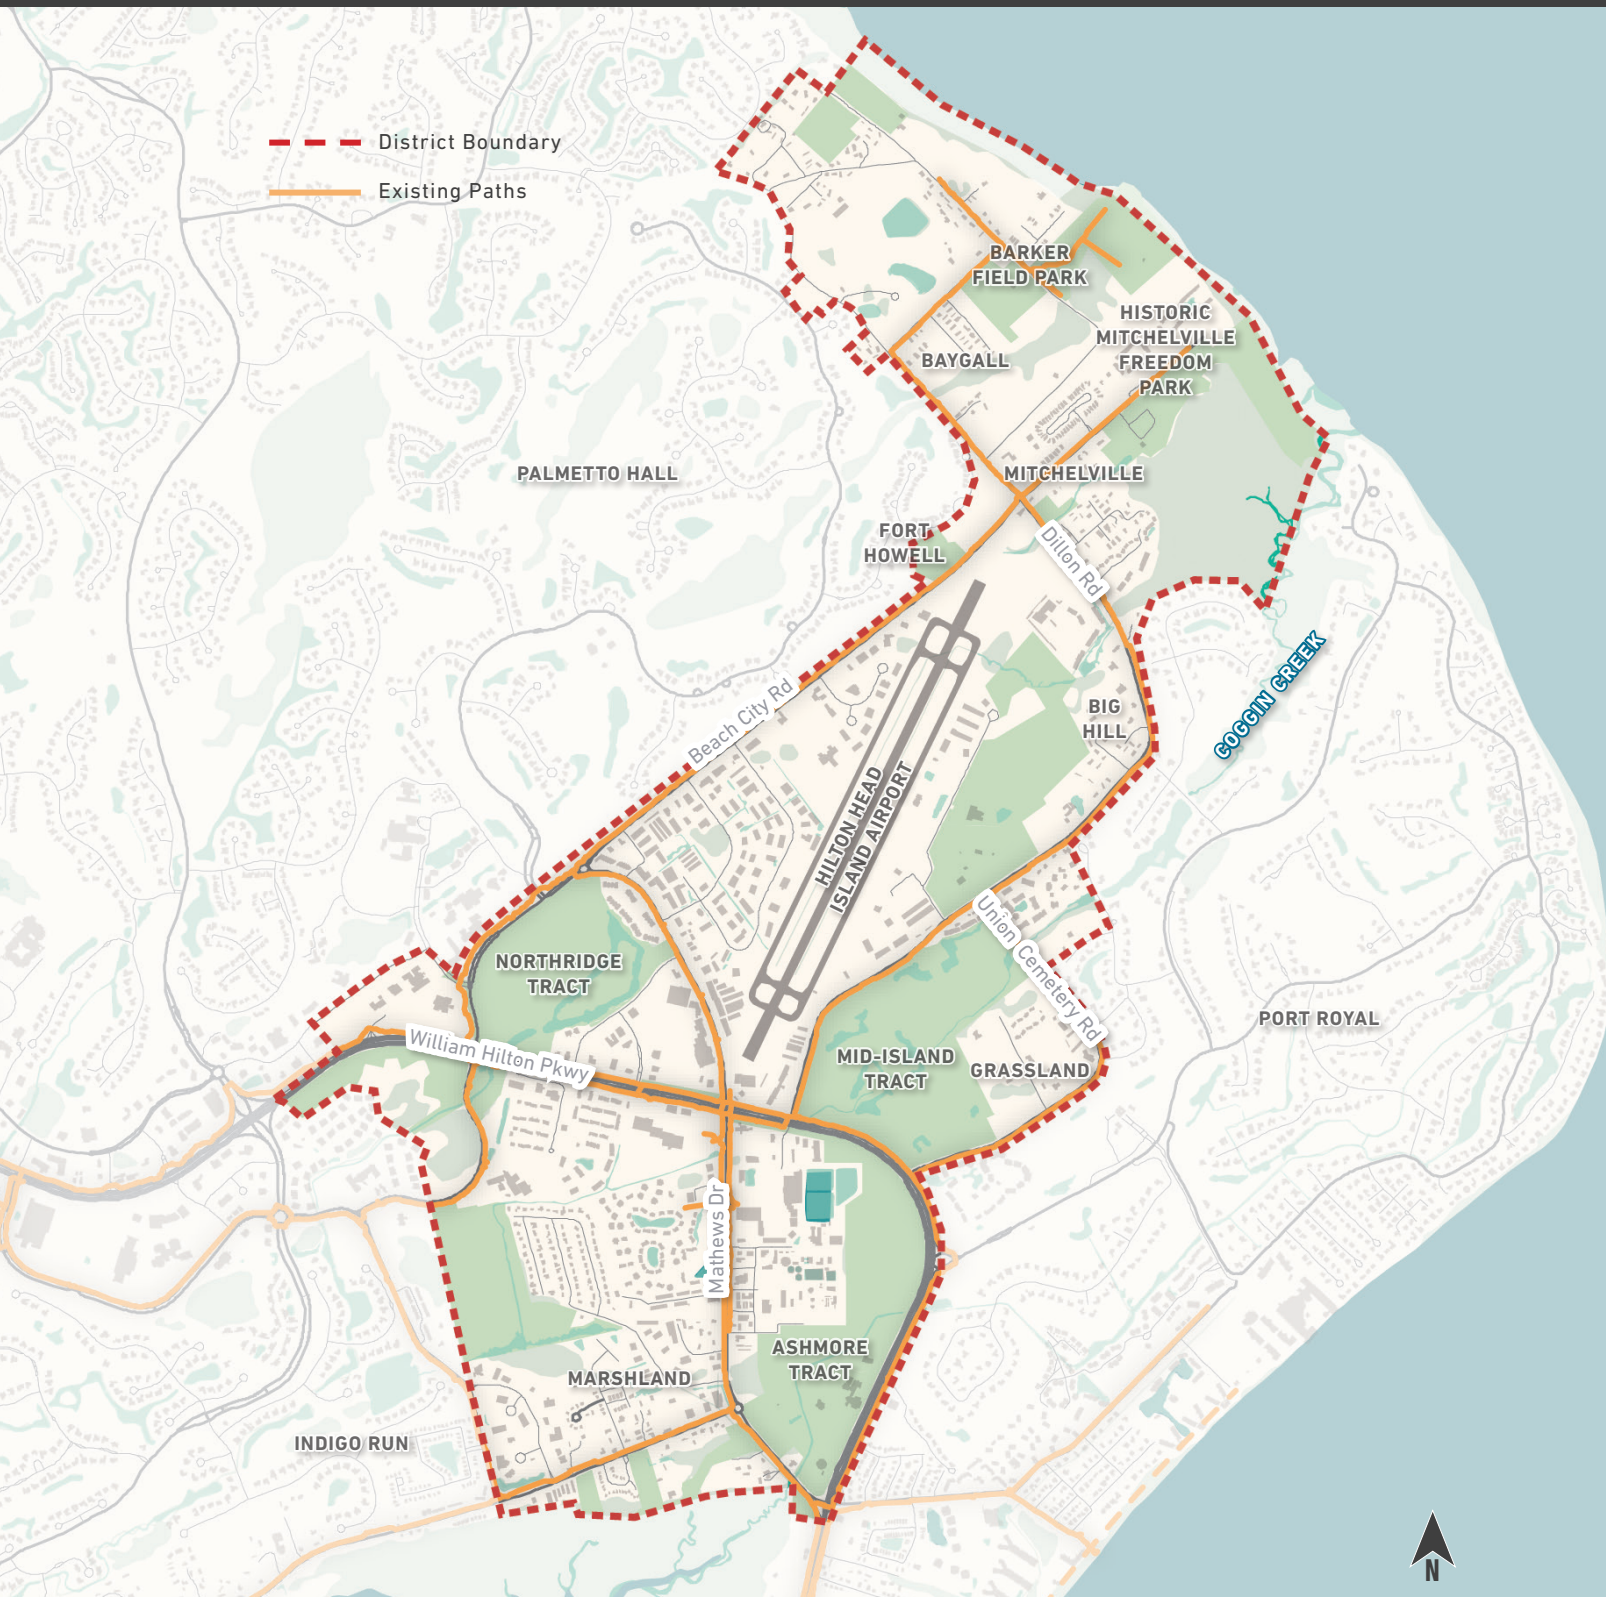 District Boundary
Existing Paths
BARKER
FIELD PARK
HISTORIC
MITCHELVILLE
FREEDOM
PARK
BAYGALL
PALMETTO HALL
MITCHELVILLE
FORT
HOWELL
Dillon Rd
COGGIN CREEK
Beach City Rd
BIG
HILL
HILTON HEAD
ISLAND AIRPORT
Union Cemetery Rd
NORTHRIDGE
TRACT
PORT ROYAL
William Hilton Pkwy
MID-ISLAND
TRACT
GRASSLAND
Mathews Dr
ASHMORE
TRACT
MARSHLAND
INDIGO RUN
N